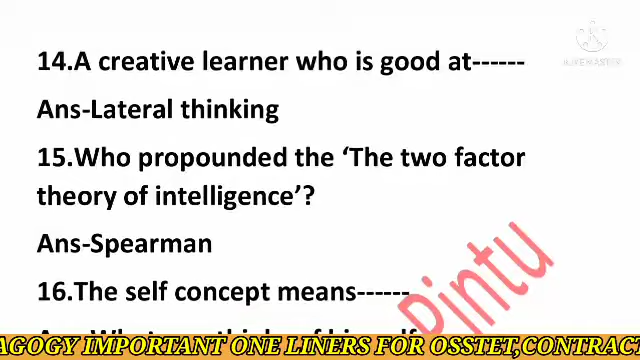 14.A creative learner who is good at------
Ans-Lateral thinking
15.Who propounded the ‘The two factor
theory of intelligence’?
Ans-Spearman
16.The self concept means------
Pintu
AGOGY IMPORTANT ONE LINERS FOR OSSTET,CONTRACT